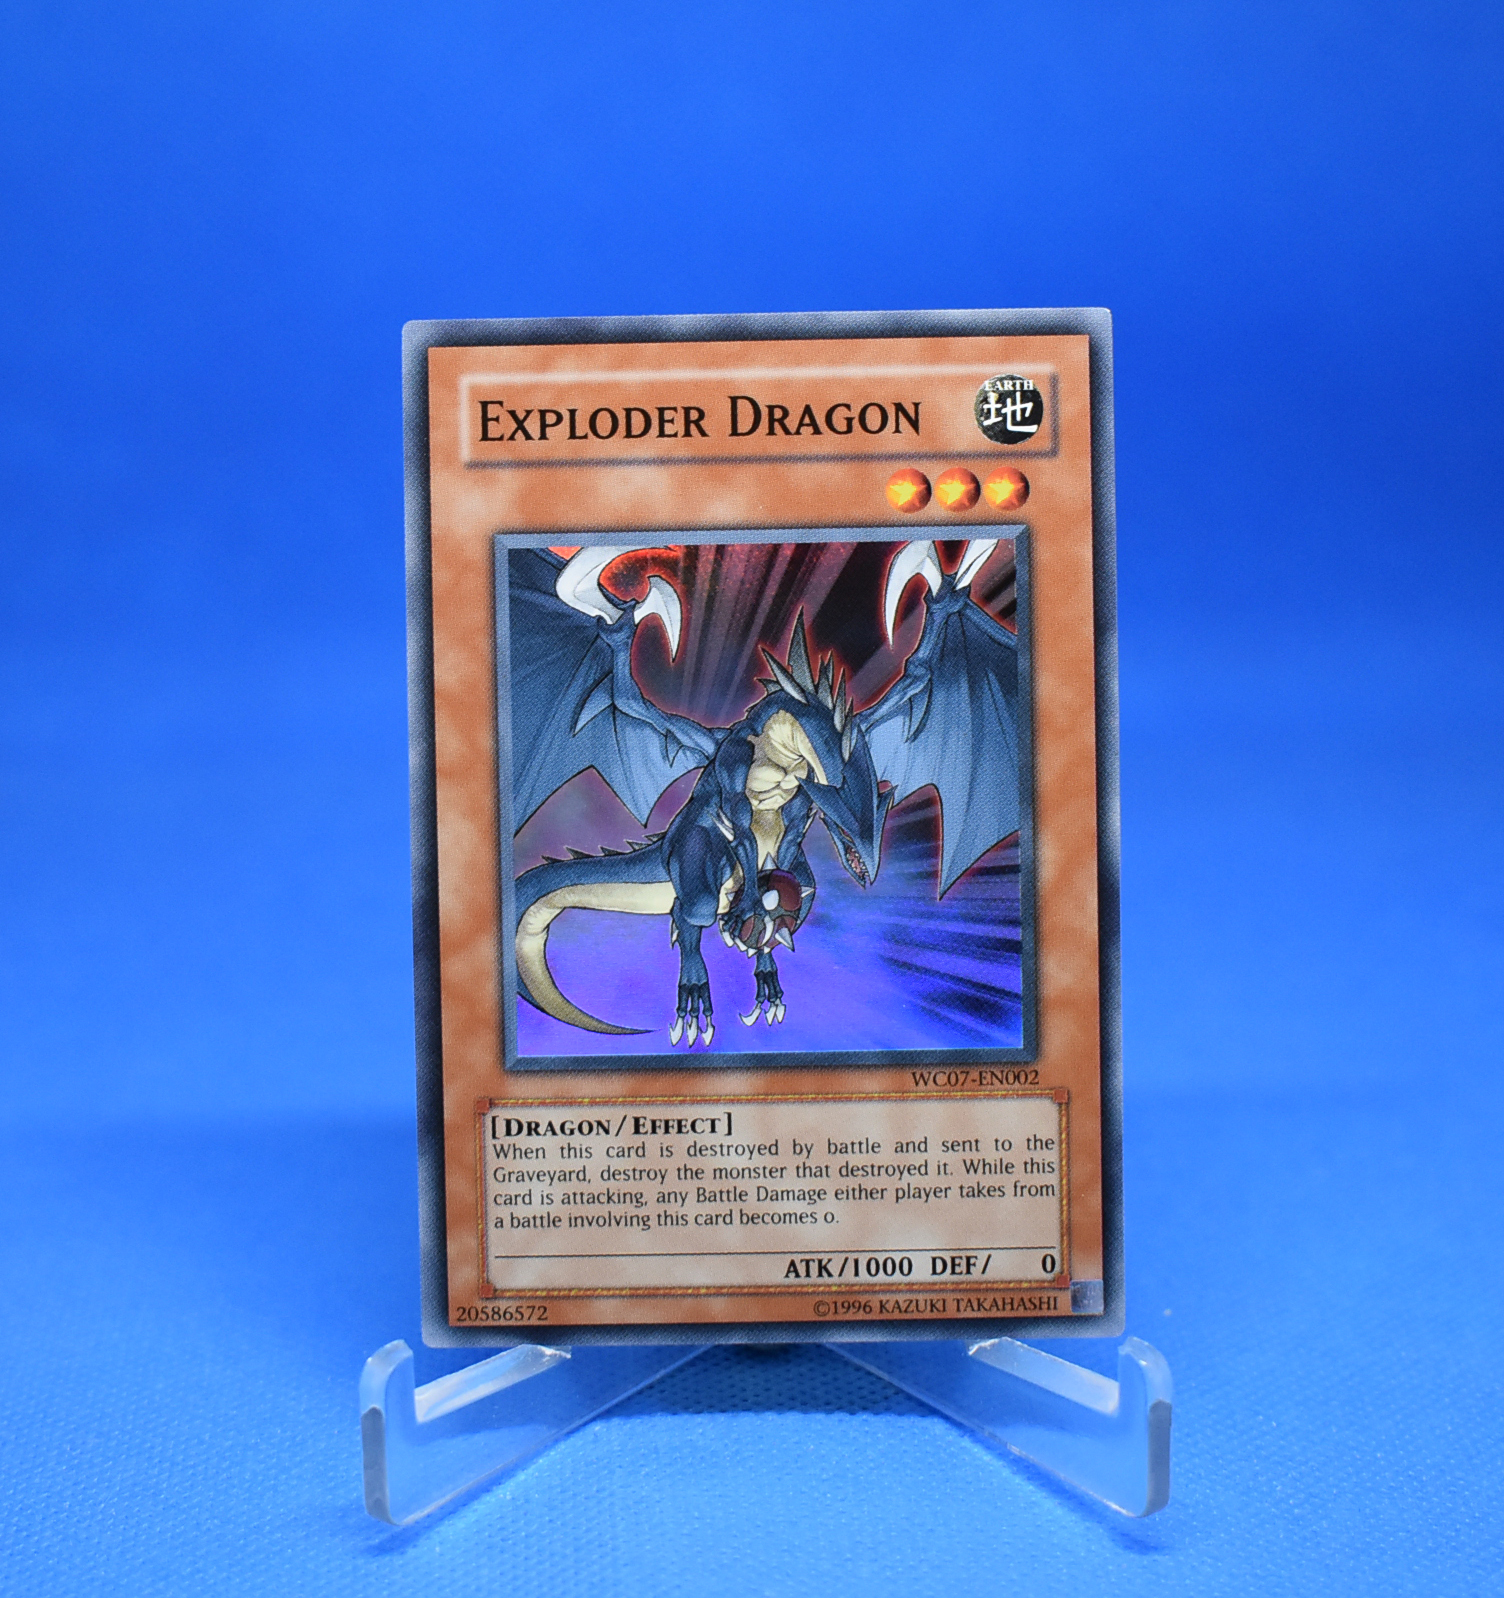 EXPLODER DRAGON
EARTH
地
WC07-EN002
[DRAGON/EFFECT]
When this card is destroyed by battle and sent to the
Graveyard, destroy the monster that destroyed it. While this
card is attacking, any Battle Damage either player takes from
a battle involving this card becomes 0.
ATK/1000 DEF/ 0
20586572
©1996 KAZUKI TAKAHASHI